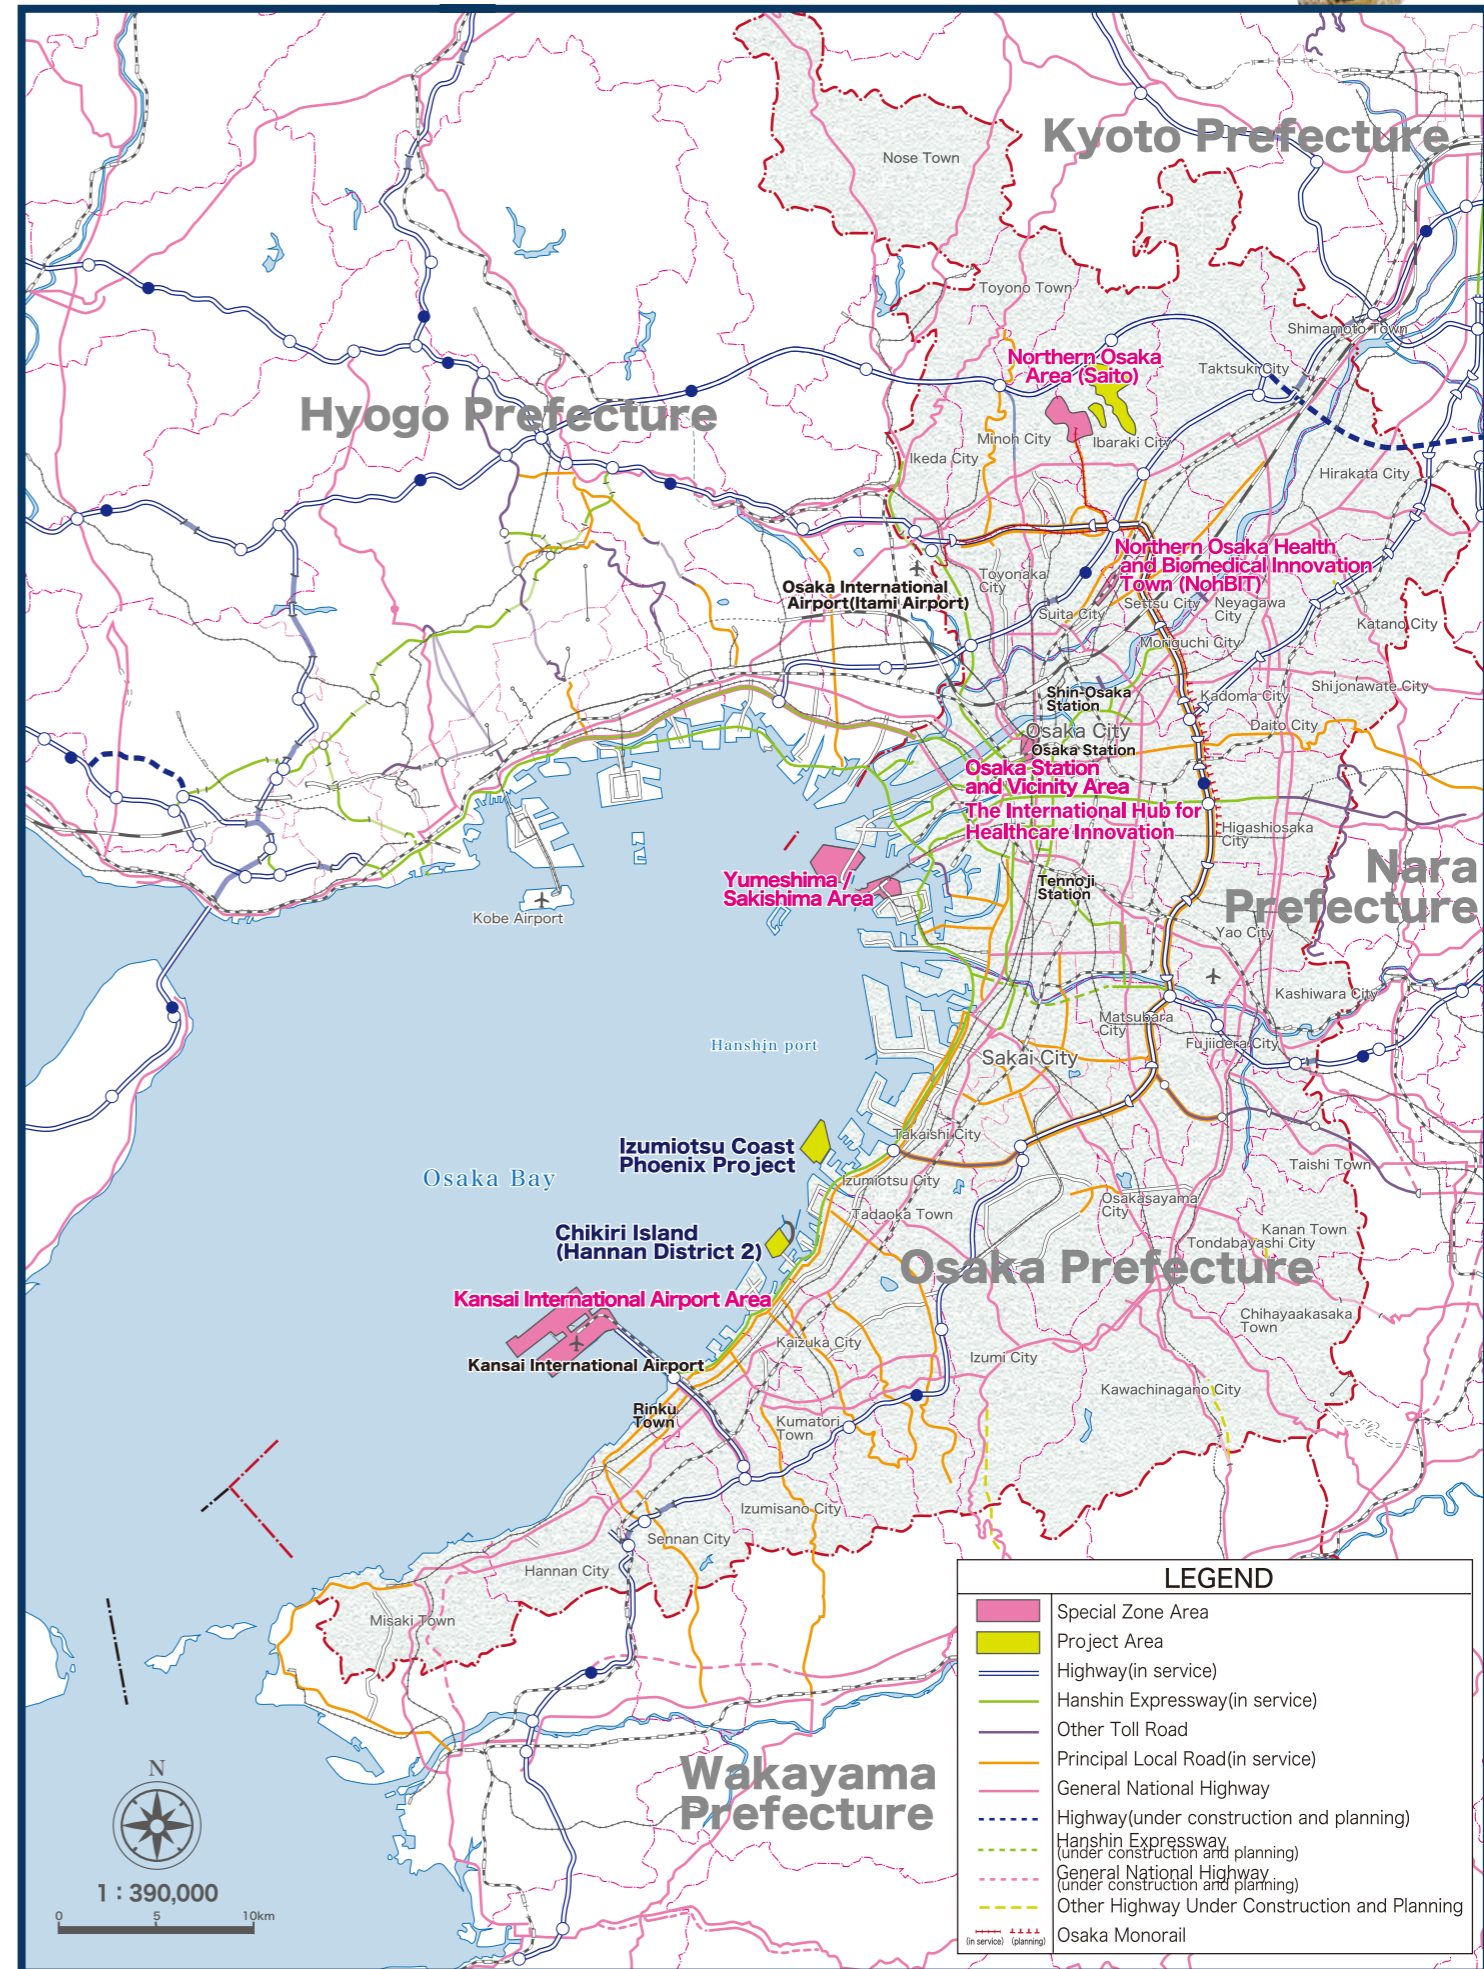 Kyoto Prefecture
Nose Town
Toyono Town
Shimamoto Town
Northern Osaka
Area (Saito)
Taktsuki City
Hyogo Prefecture
Minoh City
Ibaraki City
Ikeda City
Hirakata City
Northern Osaka Health
and Biomedical Innovation
Town (NohBIT)
Osaka International
Airport(Itami Airport)
Toyonaka
City
Suita City
Settsu City
Neyagawa
City
Katano City
Moriguchi City
Shin-Osaka
Station
Kadoma City
Shijonawate City
Osaka City
Daito City
Osaka Station
Osaka Station
and Vicinity Area
The International Hub for
Healthcare Innovation
Higashiosaka
City
Nara
Prefecture
Yumeshima /
Sakishima Area
Tennoji
Station
Kobe Airport
Yao City
Kashiwara City
Matsubara
City
Hanshin port
Fujiidera City
Sakai City
Takaishi City
Izumiotsu Coast
Phoenix Project
Taishi Town
Osaka Bay
Izumiotsu City
Osakasayama
City
Tadaoka Town
Kanan Town
Chikiri Island
(Hannan District 2)
Tondabayashi City
Osaka Prefecture
Kansai International Airport Area
Chihayaakasaka
Town
Kaizuka City
Izumi City
Kansai International Airport
Kawachinagano City
Rinku
Town
Kumatori
Town
Izumisano City
Sennan City
Hannan City
Misaki Town
Wakayama
Prefecture
N
1 : 390,000
0 5 10km
LEGEND
Special Zone Area
Project Area
Highway(in service)
Hanshin Expressway(in service)
Other Toll Road
Principal Local Road(in service)
General National Highway
Highway(under construction and planning)
Hanshin Expressway
(under construction and planning)
General National Highway
(under construction and planning)
Other Highway Under Construction and Planning
(in service) (planning) Osaka Monorail